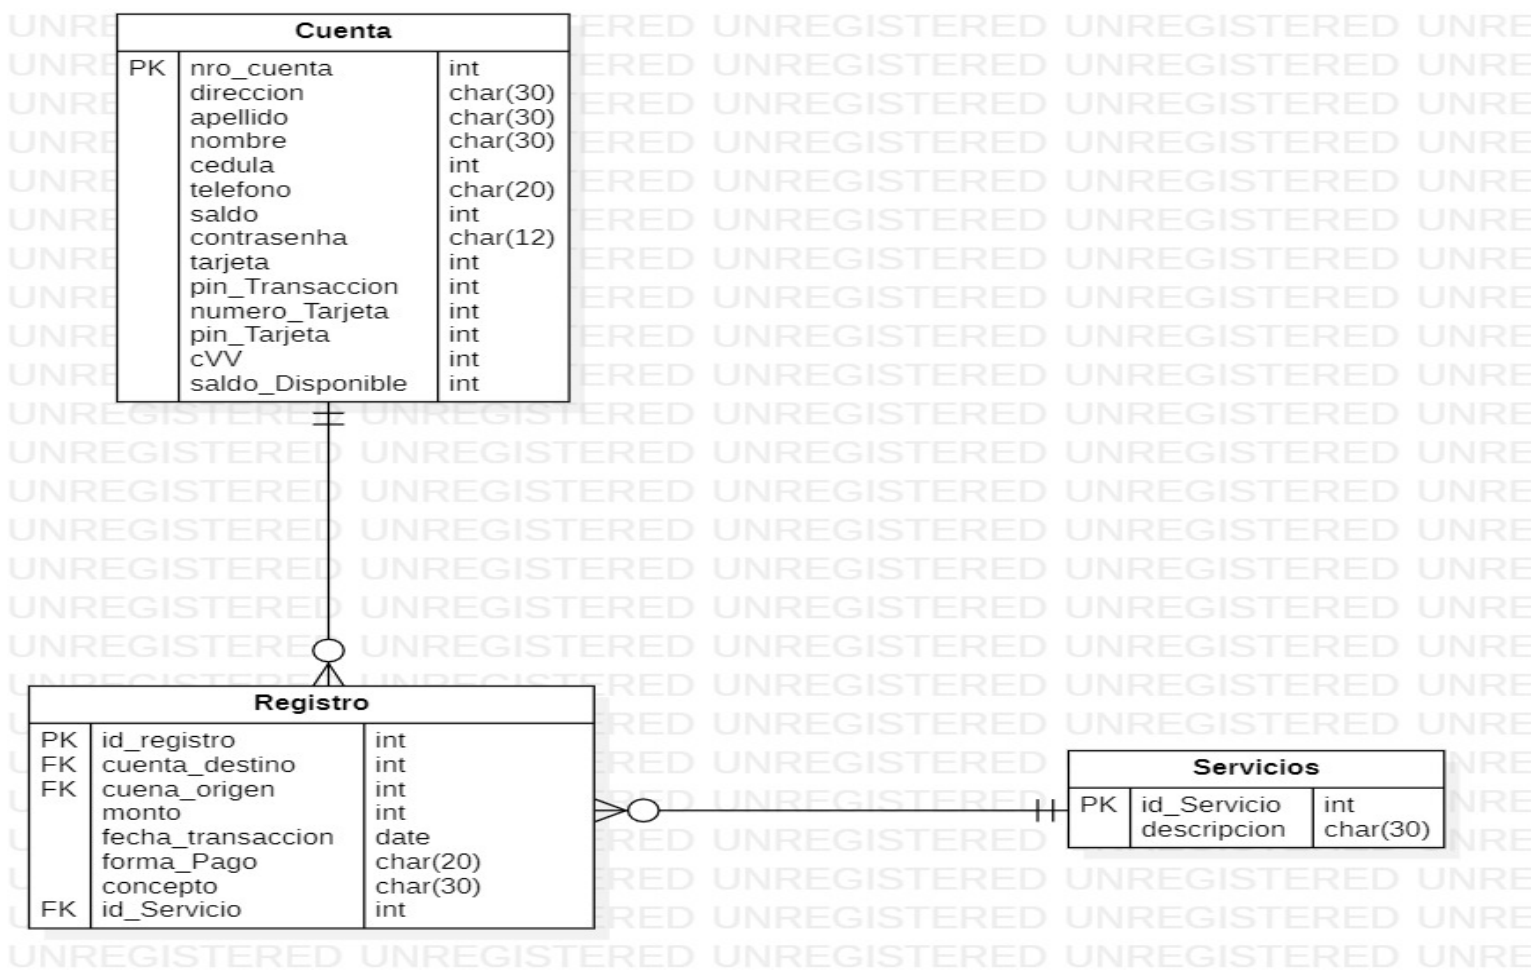 Cuenta
PK nro_cuenta int
direccion char(30)
apellido char(30)
nombre char(30)
cedula int
telefono char(20)
saldo int
contrasenha char(12)
tarjeta int
pin_Transaccion int
numero_Tarjeta int
pin_Tarjeta int
cVV int
saldo_Disponible int
Registro
PK id_registro int
FK cuenta_destino int
FK cuena_origen int
monto int
fecha_transaccion date
forma_Pago char(20)
concepto char(30)
FK id_Servicio int
Servicios
PK id_Servicio int
descripcion char(30)
UNREGISTERED